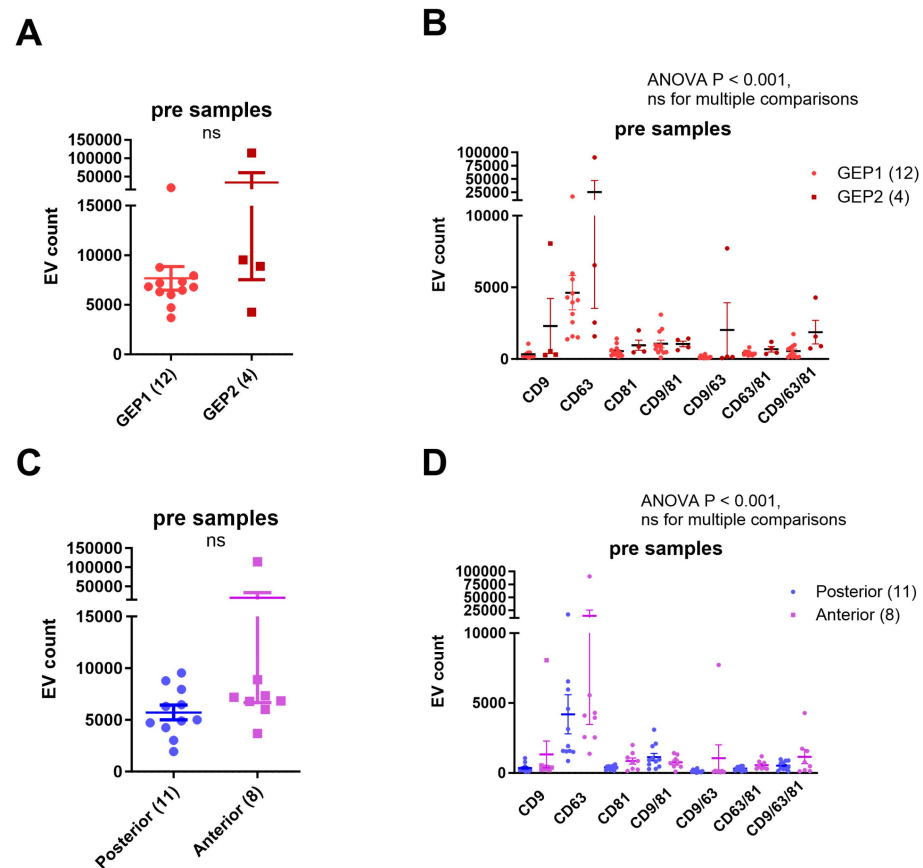 A
pre samples
ns
EV count
150000
100000
50000
15000
10000
5000
0
GEP1 (12)
GEP2 (4)
B
ANOVA P < 0.001,
ns for multiple comparisons
pre samples
EV count
100000
75000
50000
25000
10000
5000
0
CD9
CD63
CD81
CD9/81
CD9/63
CD63/81
CD9/63/81
GEP1 (12)
GEP2 (4)
C
pre samples
ns
EV count
150000
100000
50000
15000
10000
5000
0
Posterior (11)
Anterior (8)
D
ANOVA P < 0.001,
ns for multiple comparisons
pre samples
EV count
100000
75000
50000
25000
10000
5000
0
CD9
CD63
CD81
CD9/81
CD9/63
CD63/81
CD9/63/81
Posterior (11)
Anterior (8)